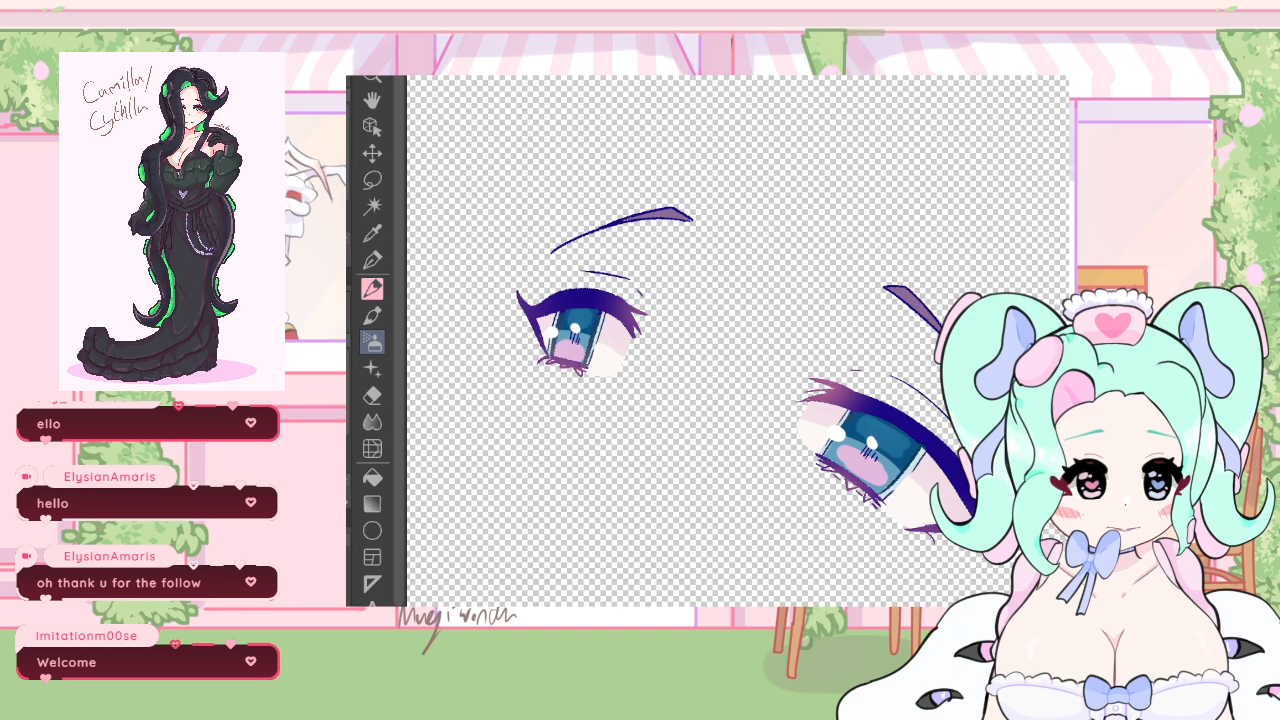 Camilla/
Cythilla
ello
ElysianAmaris
hello
ElysianAmaris
oh thank u for the follow
Imitationm00se
Welcome